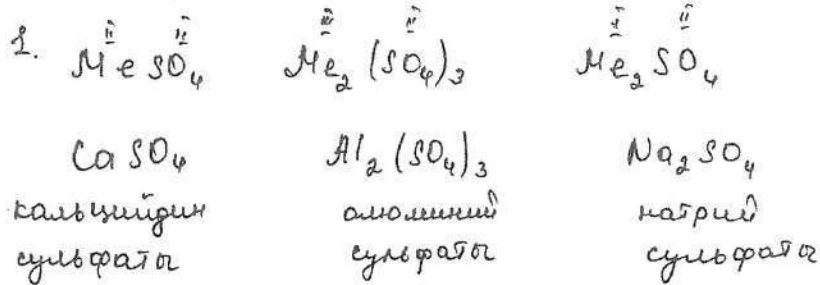 1. MeSO₄ Me₂(SO₄)₃ Me₂SO₄
CaSO₄ Al₂(SO₄)₃ Na₂SO₄
кальцийдин алюминий натрий
сульфаты сульфаты сульфаты